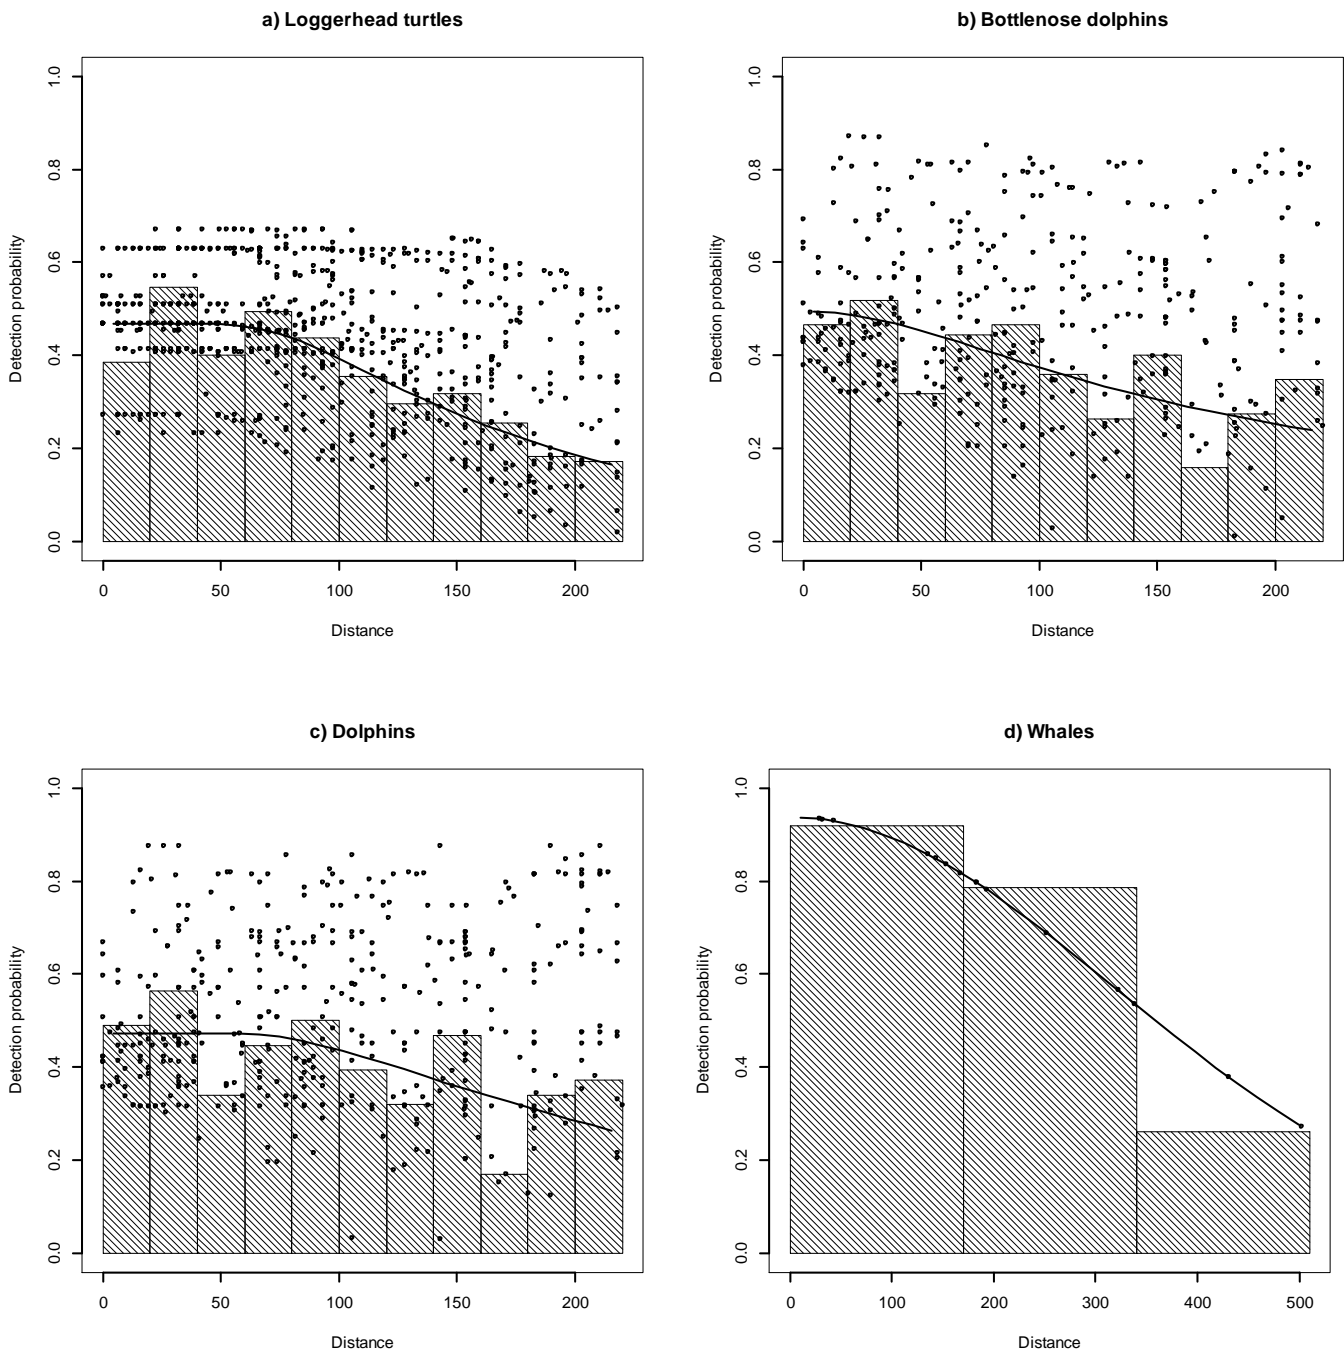 a) Loggerhead turtles
Detection probability
1.0
0.8
0.6
0.4
0.2
0.0
0 50 100 150 200
Distance
b) Bottlenose dolphins
Detection probability
1.0
0.8
0.6
0.4
0.2
0.0
0 50 100 150 200
Distance
c) Dolphins
Detection probability
1.0
0.8
0.6
0.4
0.2
0.0
0 50 100 150 200
Distance
d) Whales
Detection probability
1.0
0.8
0.6
0.4
0.2
0.0
0 100 200 300 400 500
Distance